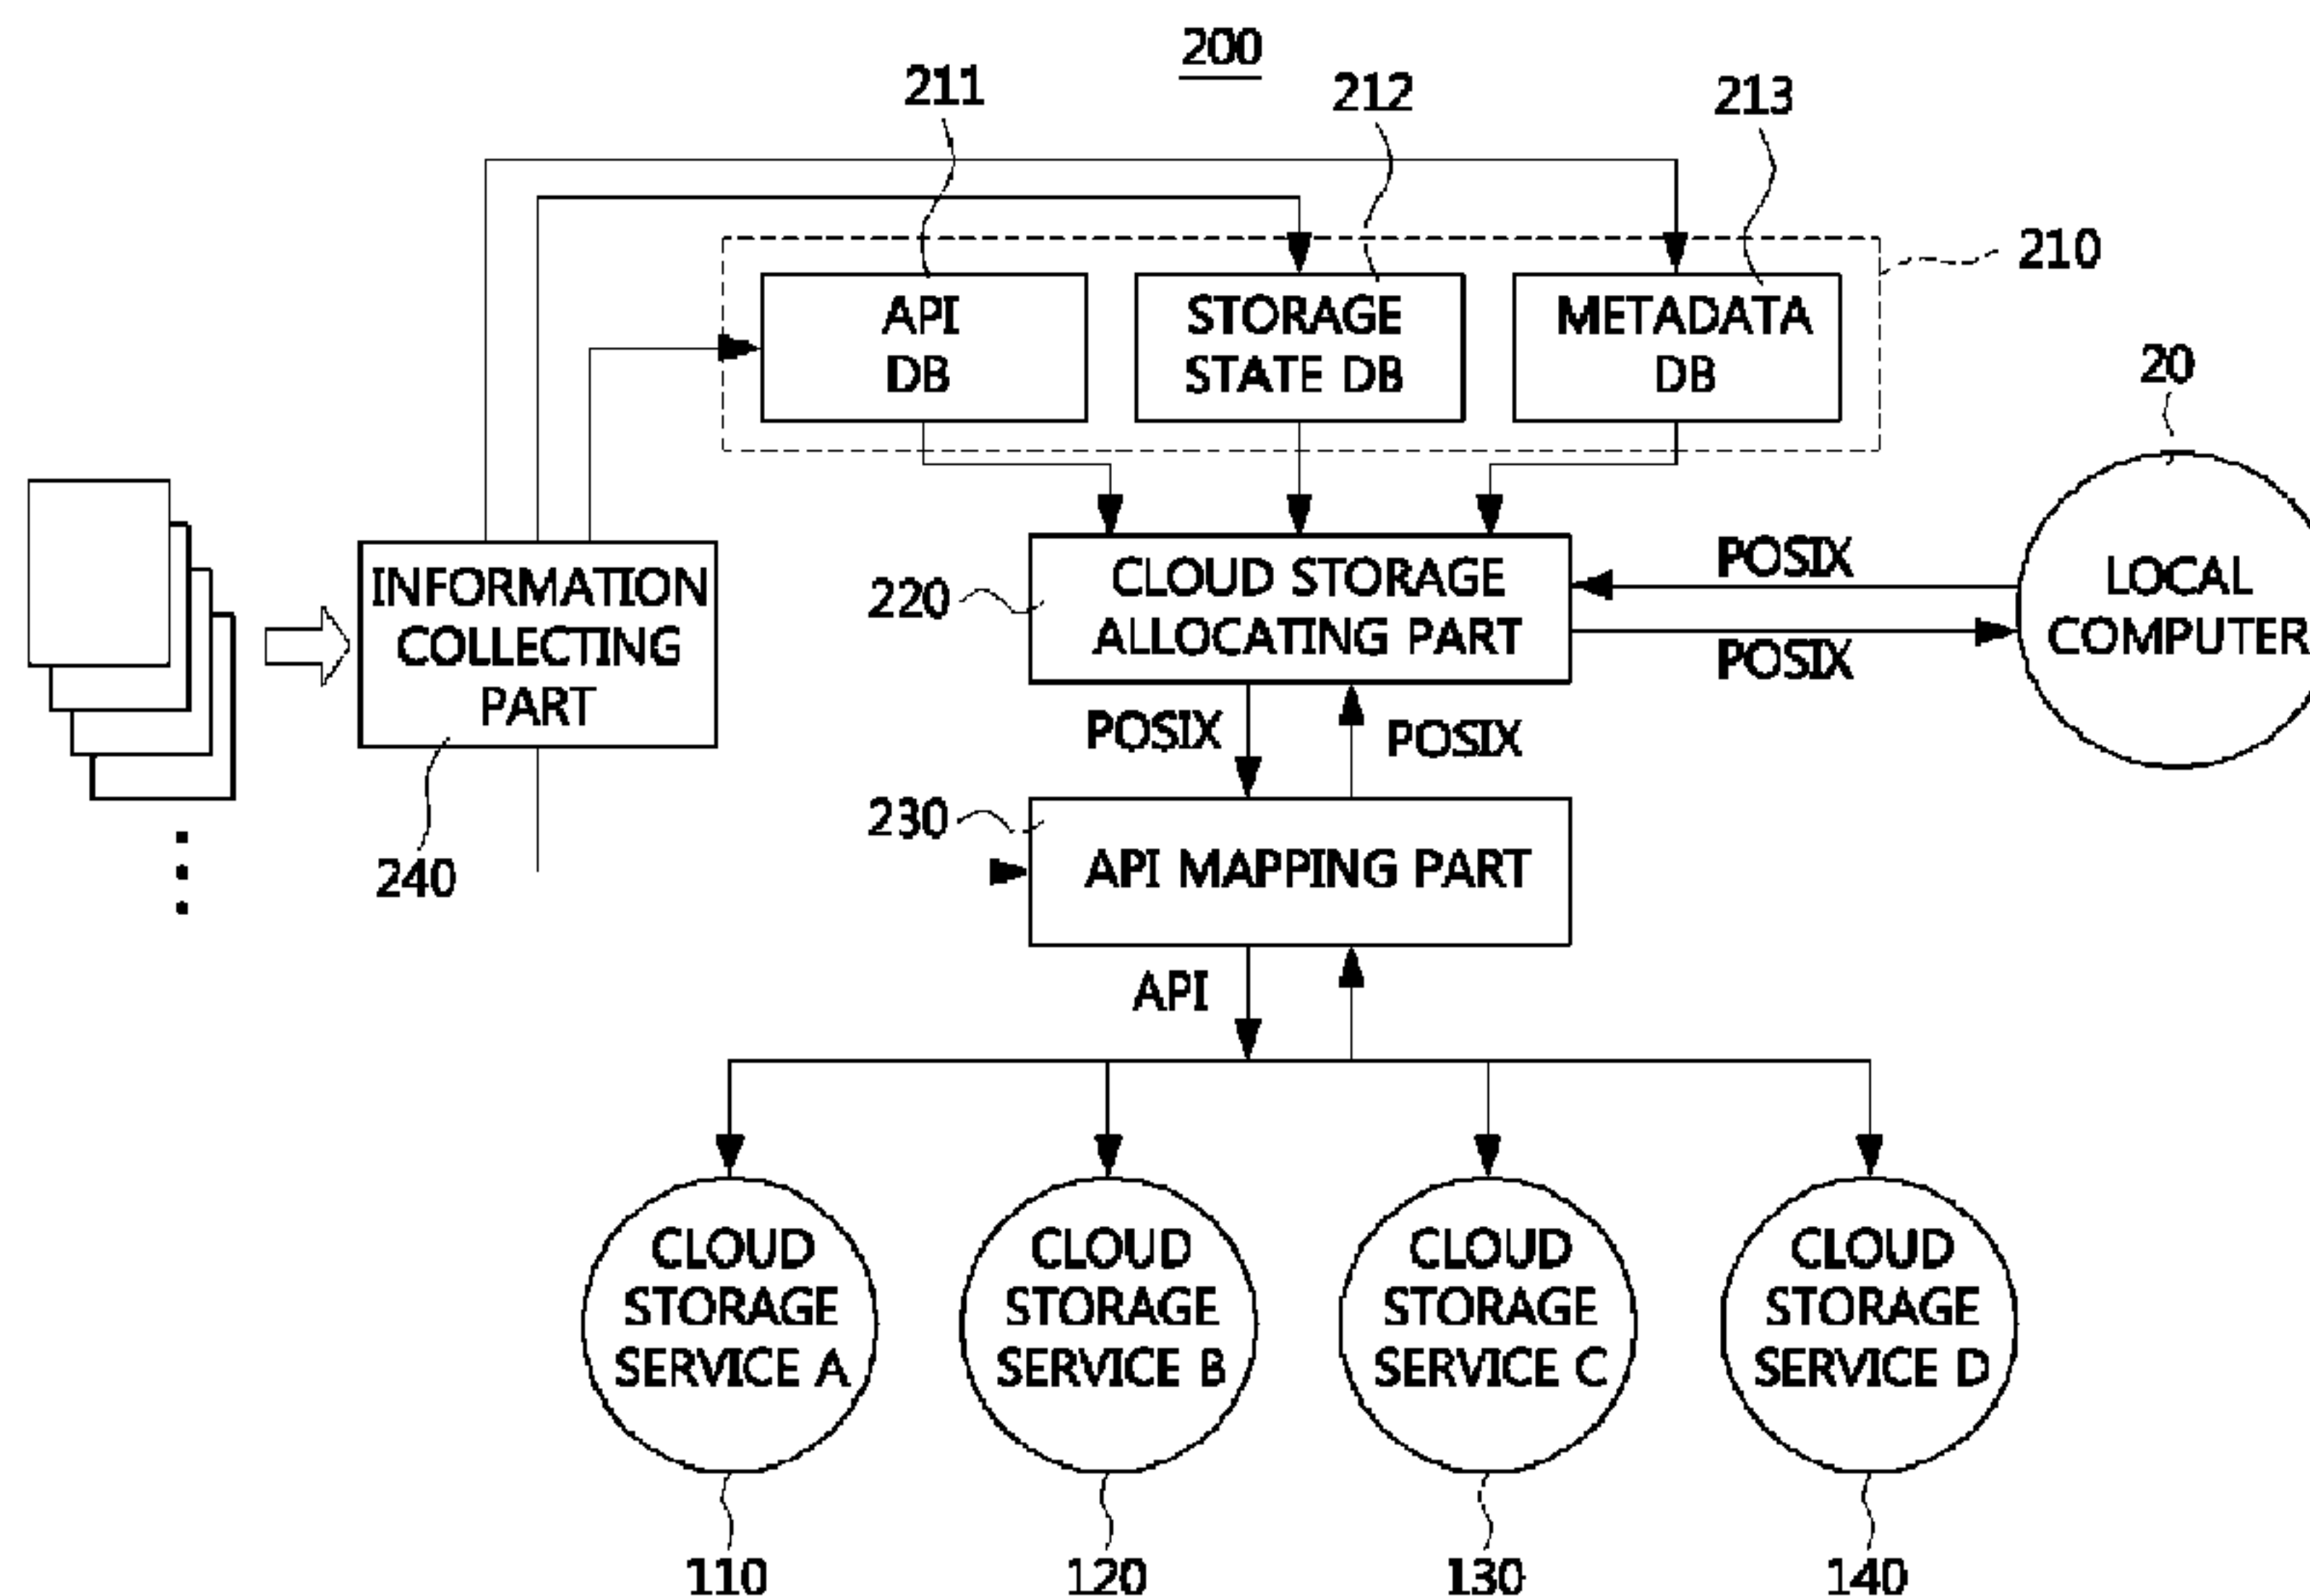 200
211
212
213
210
API
DB
STORAGE
STATE DB
METADATA
DB
20
INFORMATION
COLLECTING
PART
240
220
CLOUD STORAGE
ALLOCATING PART
POSIX
POSIX
LOCAL
COMPUTER
POSIX
POSIX
230
API MAPPING PART
API
CLOUD
STORAGE
SERVICE A
CLOUD
STORAGE
SERVICE B
CLOUD
STORAGE
SERVICE C
CLOUD
STORAGE
SERVICE D
110
120
130
140